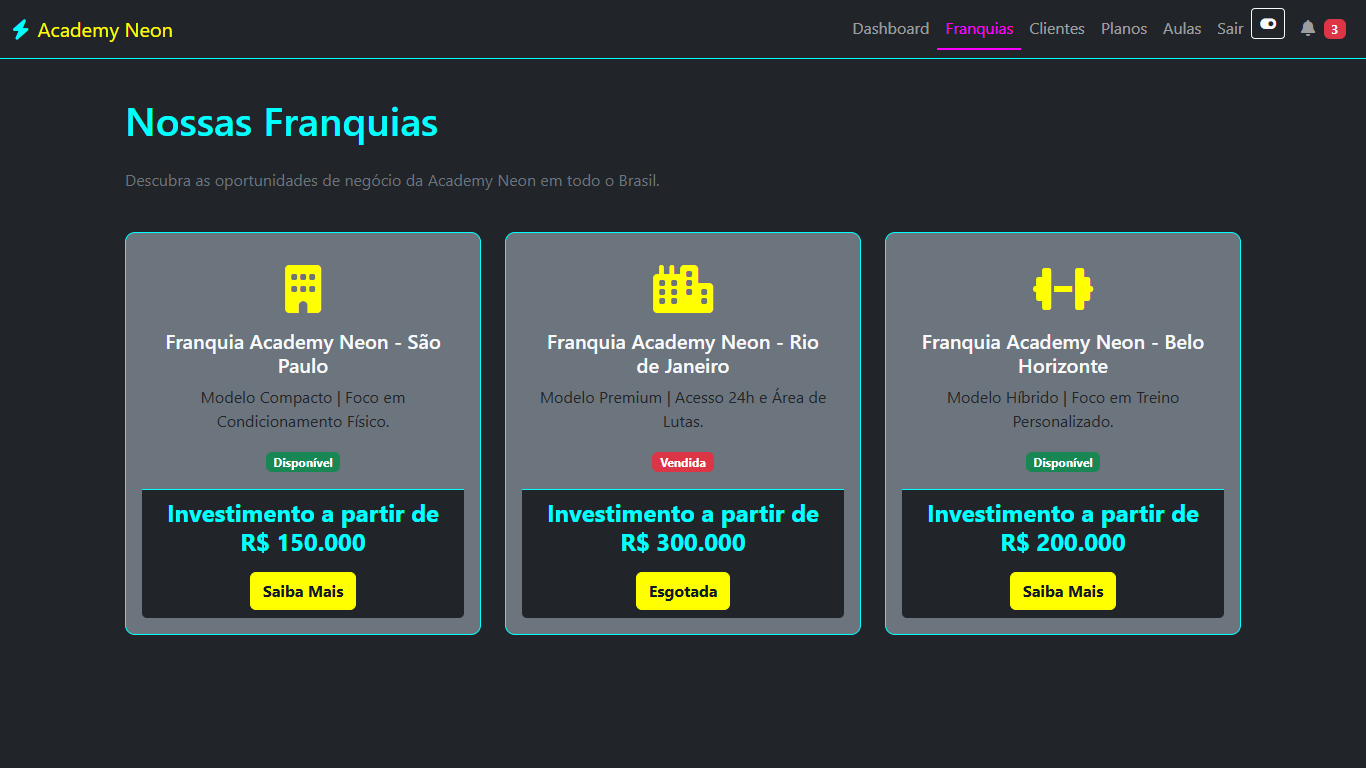 Academy Neon
Dashboard Franquias Clientes Planos Aulas Sair 3
Nossas Franquias
Descubra as oportunidades de negócio da Academy Neon em todo o Brasil.
Franquia Academy Neon - São
Paulo
Modelo Compacto | Foco em
Condicionamento Físico.
Disponível
Investimento a partir de
R$ 150.000
Saiba Mais
Franquia Academy Neon - Rio
de Janeiro
Modelo Premium | Acesso 24h e Área de
Lutas.
Vendida
Investimento a partir de
R$ 300.000
Esgotada
Franquia Academy Neon - Belo
Horizonte
Modelo Híbrido | Foco em Treino
Personalizado.
Disponível
Investimento a partir de
R$ 200.000
Saiba Mais